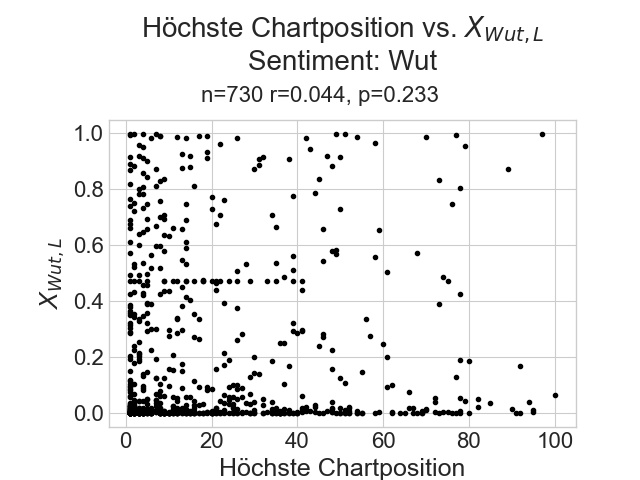 Höchste Chartposition vs. X_{Wut, L}
Sentiment: Wut
n=730 r=0.044, p=0.233
1.0
0.8
0.6
0.4
0.2
0.0
X_{Wut, L}
0 20 40 60 80 100
Höchste Chartposition